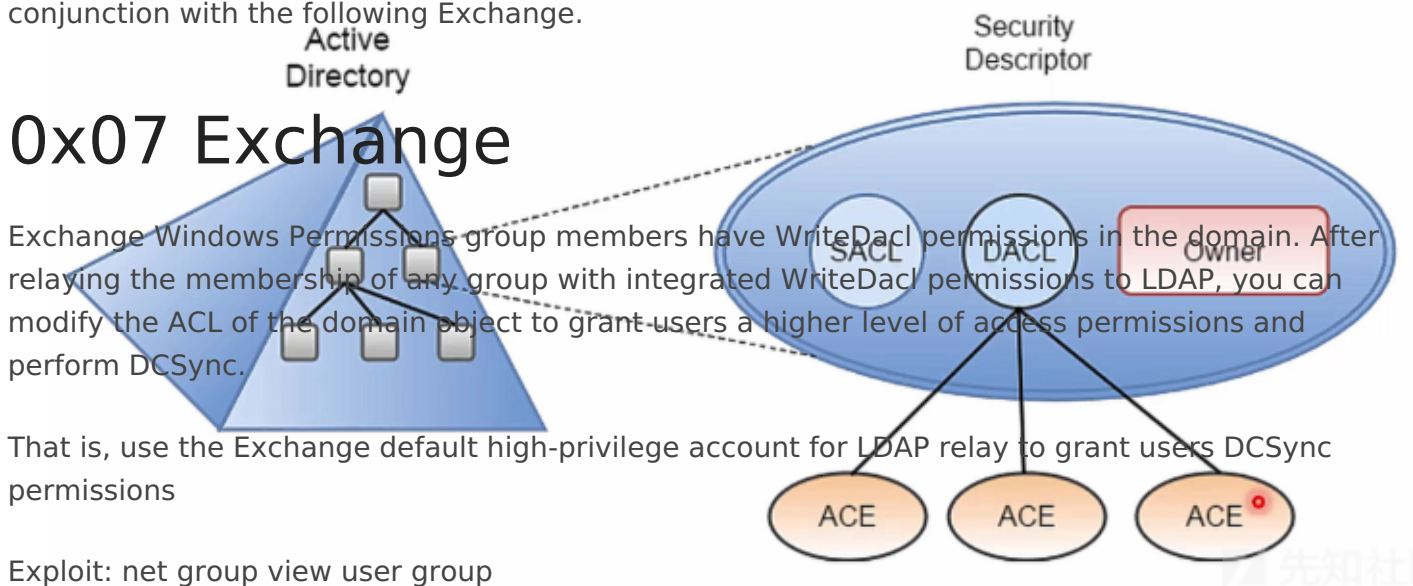 conjunction with the following Exchange.
Active
Directory
Security
Descriptor
0x07 Exchange
Exchange Windows Permissions group members have WriteDacl permissions in the domain. After
relaying the membership of any group with integrated WriteDacl permissions to LDAP, you can
modify the ACL of the domain object to grant users a higher level of access permissions and
perform DCSync.
SACL
DACL
Owner
That is, use the Exchange default high-privilege account for LDAP relay to grant users DCSync
permissions
ACE
ACE
ACE
Exploit: net group view user group
先知社